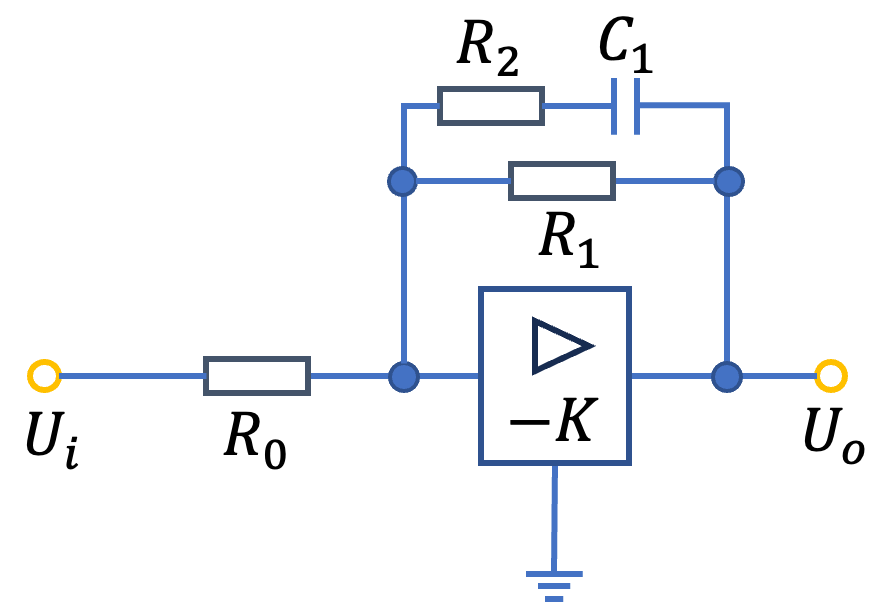 R₂
C₁
R₁
−K
Uᵢ
R₀
Uₒ